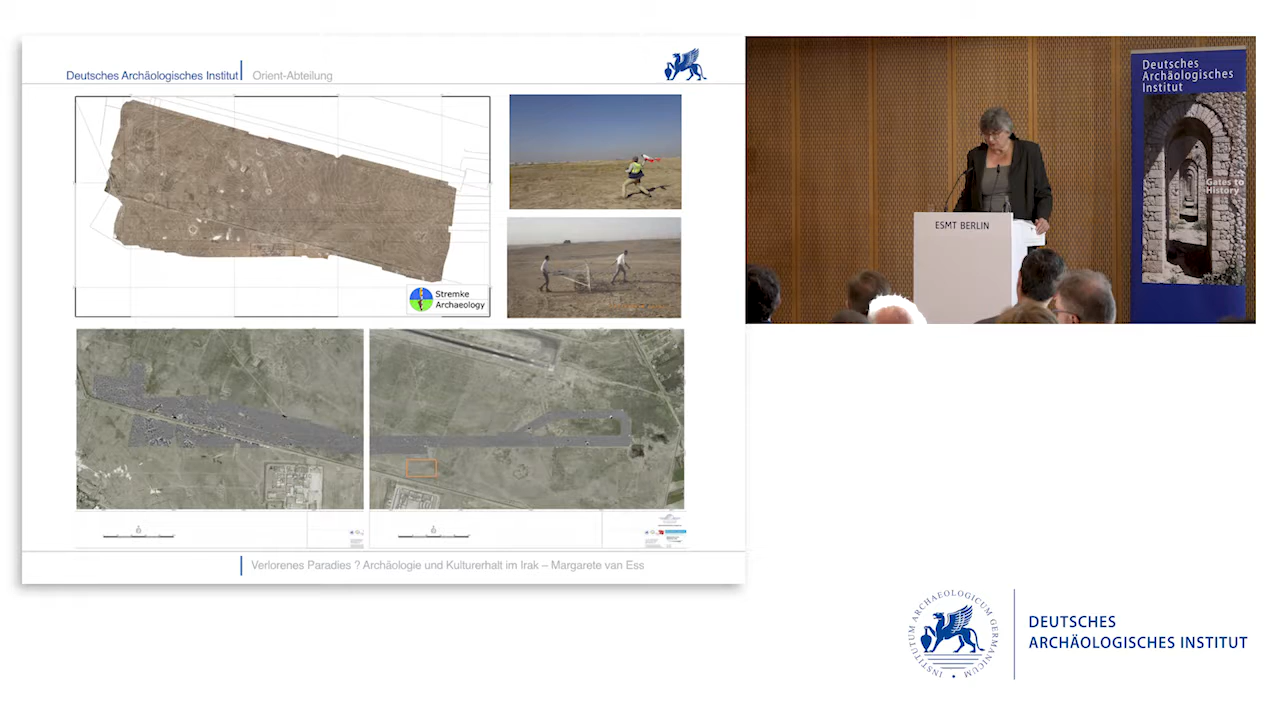 Deutsches Archäologisches Institut
Orient-Abteilung
Stremke
Archaeology
Verlorenes Paradies ? Archäologie und Kulturerhalt im Irak – Margarete van Ess
ESMT BERLIN
Deutsches
Archäologisches
Institut
Gates to
History
INSTITUTUM ARCHAEOLOGICUM GERMANICUM
DEUTSCHES
ARCHÄOLOGISCHES INSTITUT